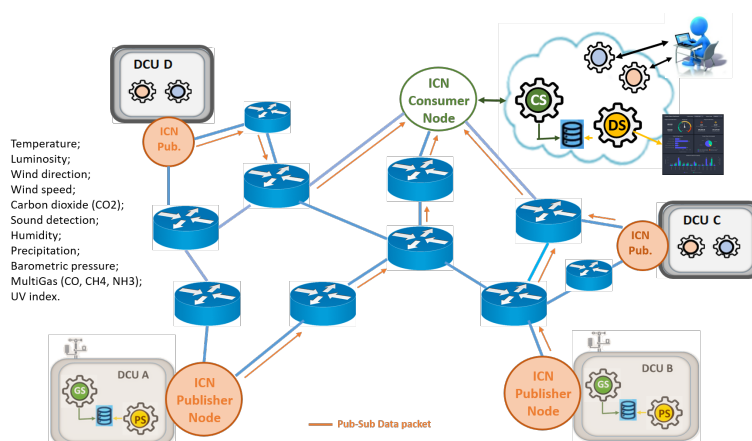 DCU D
ICN
Pub.
ICN
Consumer
Node
CS
DS
Temperature;
Luminosity;
Wind direction;
Wind speed;
Carbon dioxide (CO2);
Sound detection;
Humidity;
Precipitation;
Barometric pressure;
MultiGas (CO, CH4, NH3);
UV index.
DCU C
ICN
Pub.
DCU A
GS
PS
ICN
Publisher
Node
ICN
Publisher
Node
DCU B
GS
PS
Pub-Sub Data packet